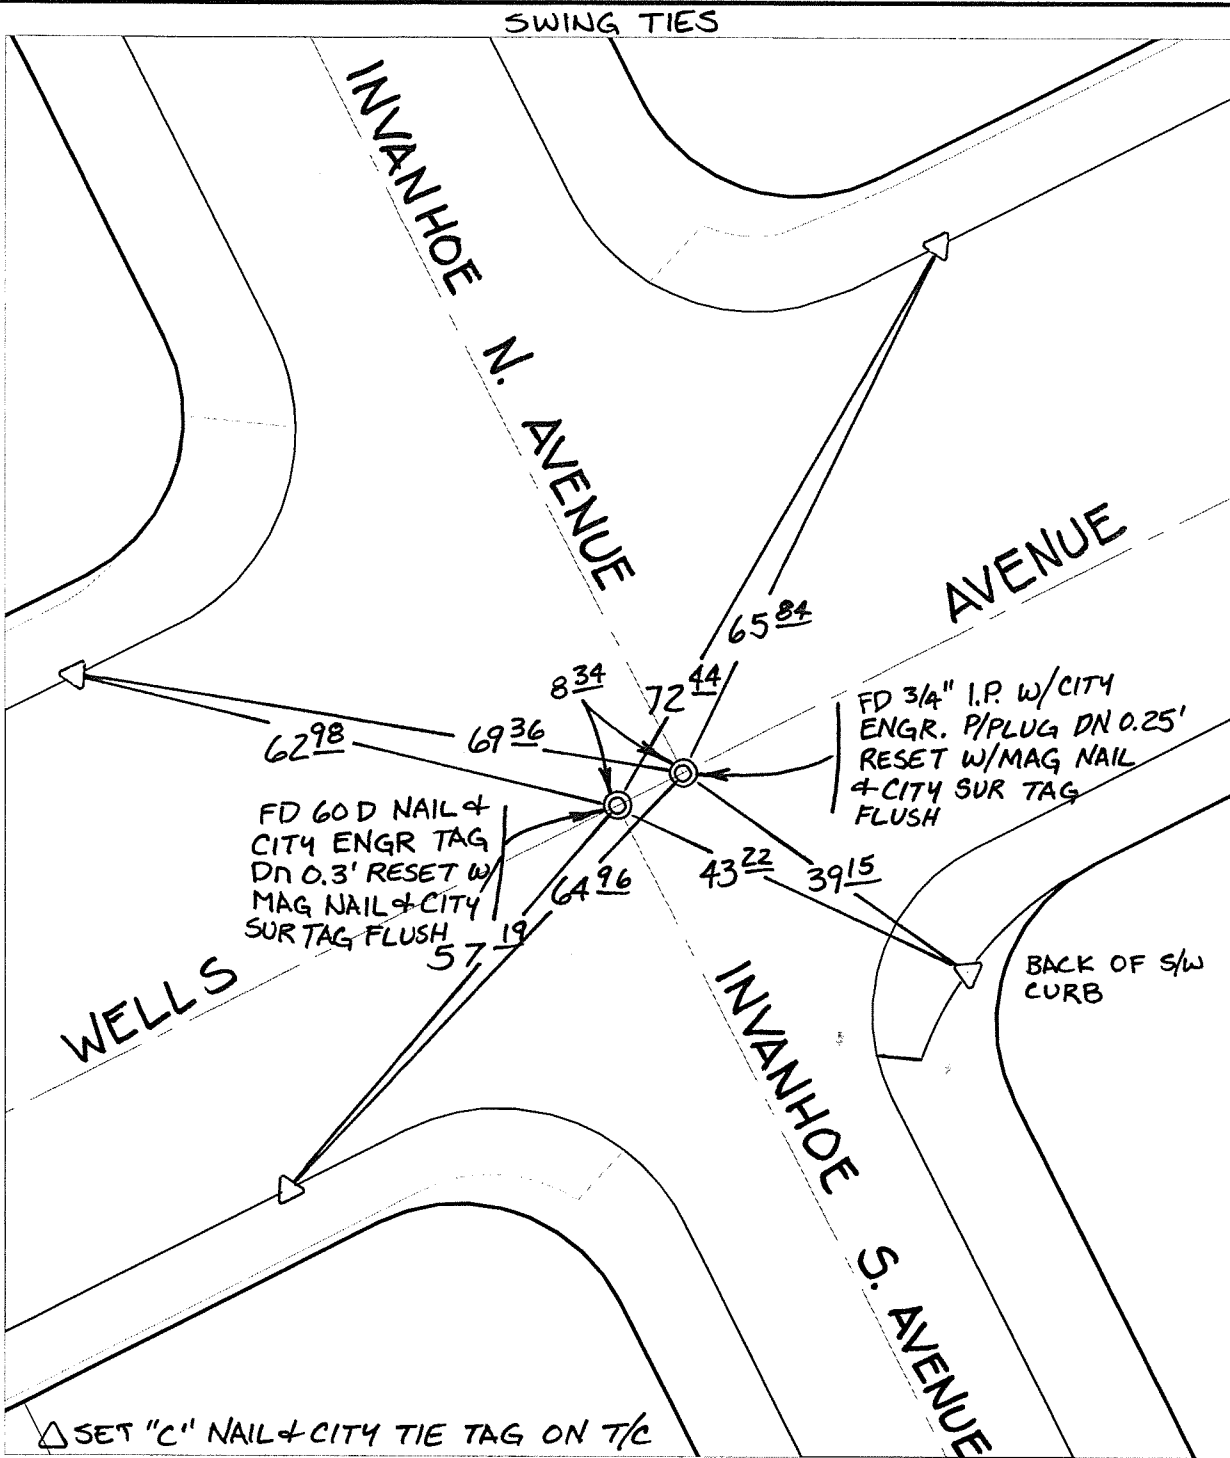 SWING TIES
INVANHOE N. AVENUE
AVENUE
65 84
72 44
8 34
62 98
69 36
FD 3/4" I.P. W/CITY
ENGR. P/PLUG DN 0.25'
RESET W/MAG NAIL
& CITY SUR TAG
FLUSH
FD 60D NAIL &
CITY ENGR TAG
DN 0.3' RESET W
MAG NAIL & CITY
SUR TAG FLUSH
43 22
39 15
64 96
57 19
WELLS
BACK OF S/W
CURB
INVANHOE S. AVENUE
△ SET "C" NAIL & CITY TIE TAG ON T/C